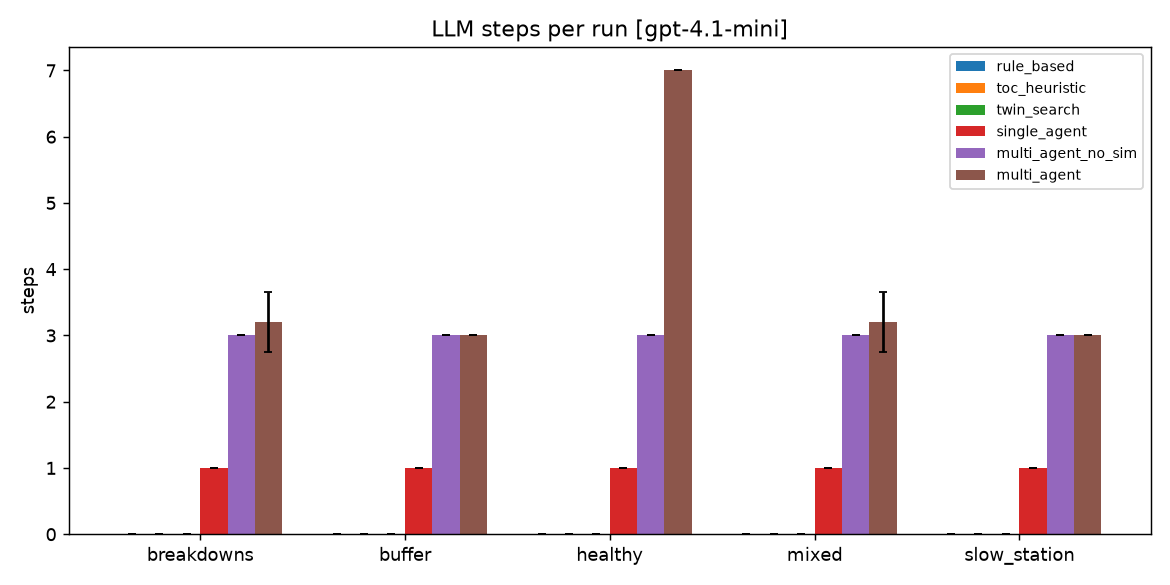 LLM steps per run [gpt-4.1-mini]
rule_based
toc_heuristic
twin_search
single_agent
multi_agent_no_sim
multi_agent
steps
7
6
5
4
3
2
1
0
breakdowns
buffer
healthy
mixed
slow_station